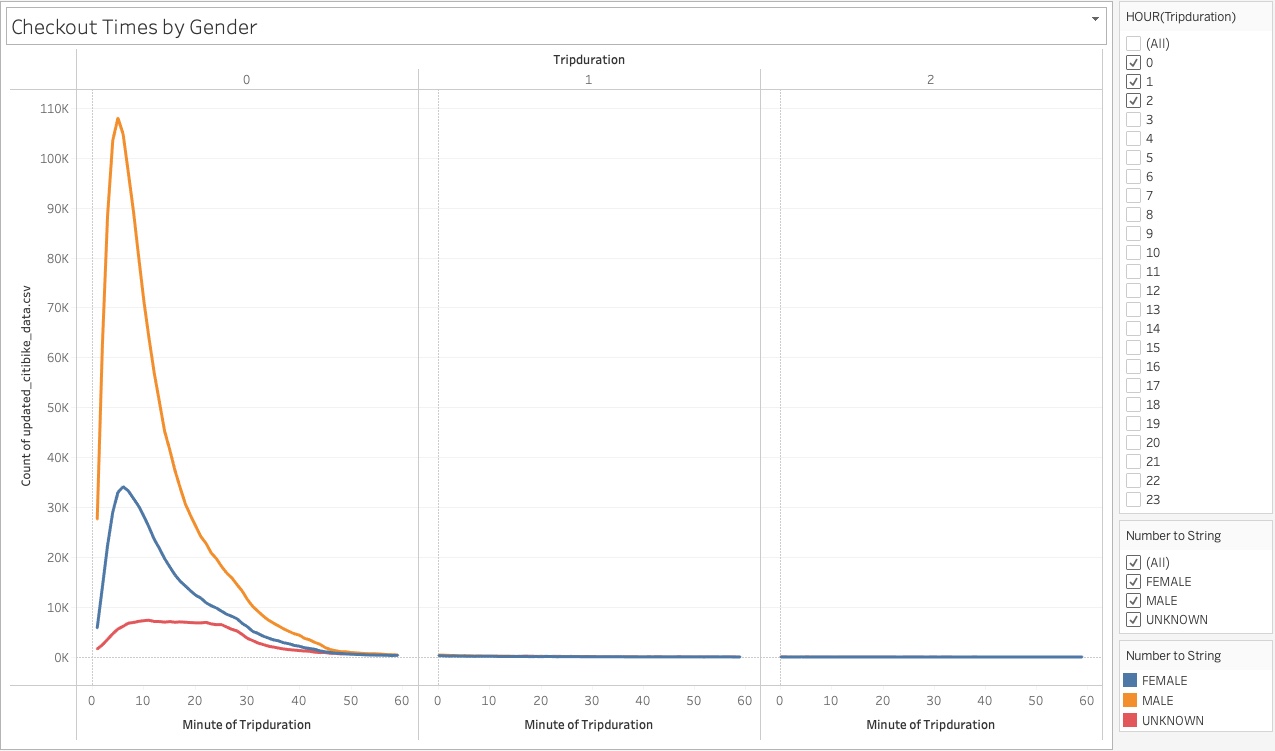 Checkout Times by Gender
Tripduration
0 1 2
110K
100K
90K
80K
70K
60K
50K
40K
30K
20K
10K
0K
Count of updated_citibike_data.csv
0 10 20 30 40 50 60 0 10 20 30 40 50 60 0 10 20 30 40 50 60
Minute of Tripduration Minute of Tripduration Minute of Tripduration
HOUR(Tripduration)
(All)
0
1
2
3
4
5
6
7
8
9
10
11
12
13
14
15
16
17
18
19
20
21
22
23
Number to String
(All)
FEMALE
MALE
UNKNOWN
Number to String
FEMALE
MALE
UNKNOWN